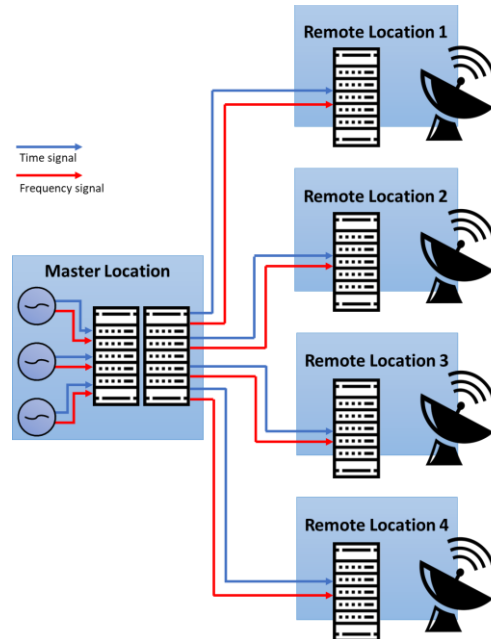 Remote Location 1
Time signal
Frequency signal
Remote Location 2
Master Location
Remote Location 3
Remote Location 4